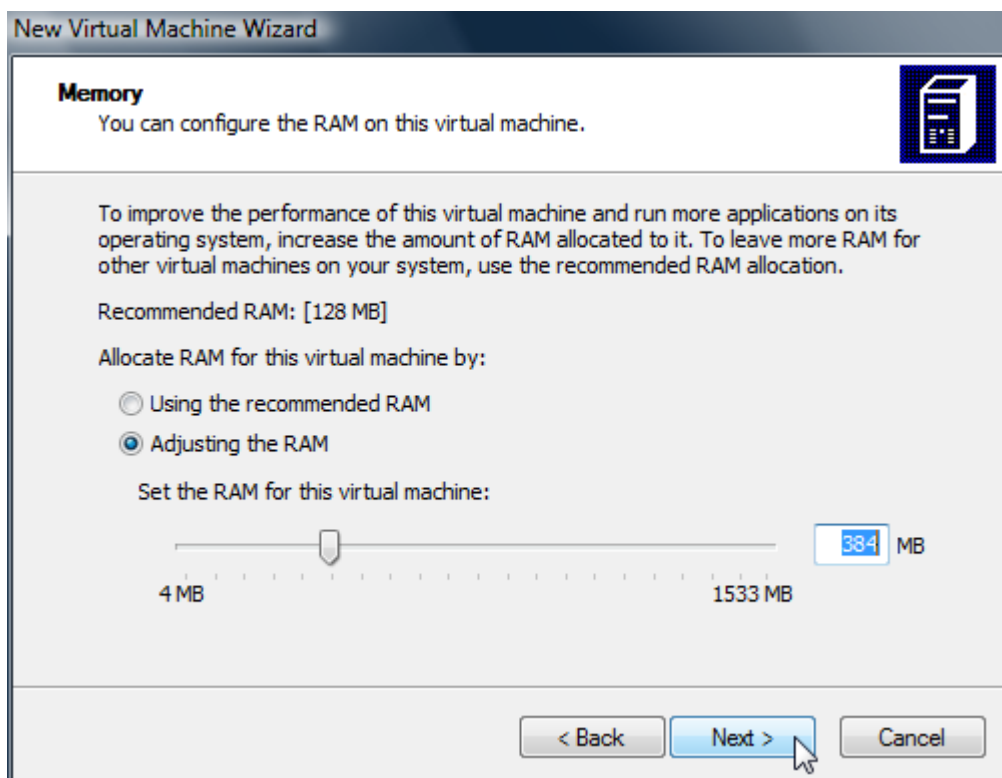 New Virtual Machine Wizard
Memory
You can configure the RAM on this virtual machine.
To improve the performance of this virtual machine and run more applications on its
operating system, increase the amount of RAM allocated to it. To leave more RAM for
other virtual machines on your system, use the recommended RAM allocation.
Recommended RAM: [128 MB]
Allocate RAM for this virtual machine by:
Using the recommended RAM
Adjusting the RAM
Set the RAM for this virtual machine:
384 MB
4 MB 1533 MB
< Back Next > Cancel